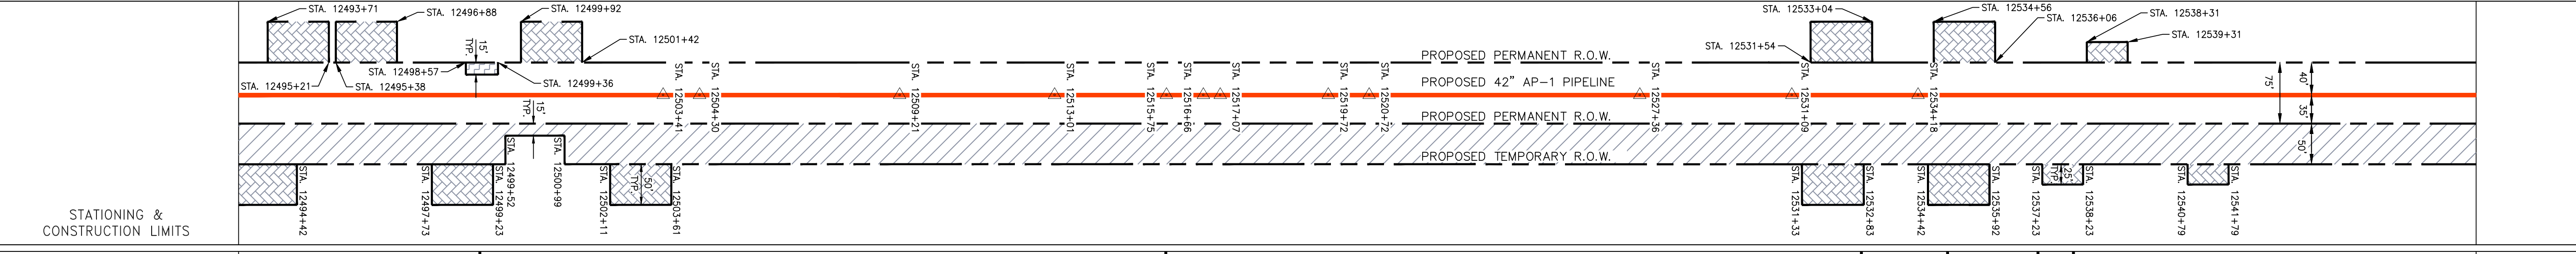 STA. 12493+71
STA. 12496+88
STA. 12499+92
STA. 12501+42
15' TYP.
STA. 12498+57
STA. 12499+36
STA. 12495+21
STA. 12495+38
STA. 12533+04
STA. 12534+56
STA. 12536+06
STA. 12538+31
STA. 12539+31
STA. 12531+54
PROPOSED PERMANENT R.O.W.
PROPOSED 42" AP-1 PIPELINE
PROPOSED PERMANENT R.O.W.
PROPOSED TEMPORARY R.O.W.
STA. 12503+41
STA. 12504+30
STA. 12509+21
STA. 12513+01
STA. 12515+75
STA. 12516+66
STA. 12517+07
STA. 12519+72
STA. 12520+72
STA. 12527+36
STA. 12531+09
STA. 12534+18
75'
40'
35'
50'
15' TYP.
STA. 12494+42
STA. 12497+73
STA. 12499+23
STA. 12499+52
STA. 12500+99
STA. 12502+11
50' TYP.
STA. 12503+61
STA. 12531+33
STA. 12532+83
STA. 12534+42
STA. 12535+92
STA. 12537+23
25' TYP.
STA. 12538+23
STA. 12540+79
STA. 12541+79
STATIONING &
CONSTRUCTION LIMITS